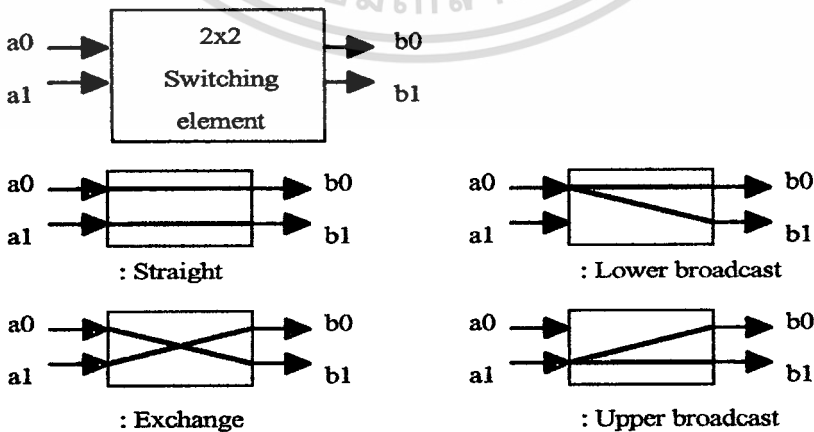 a0 2x2 b0
a1 Switching b1
element
a0 b0 a0 b0
a1 b1 a1 b1
: Straight : Lower broadcast
a0 b0 a0 b0
a1 b1 a1 b1
: Exchange : Upper broadcast